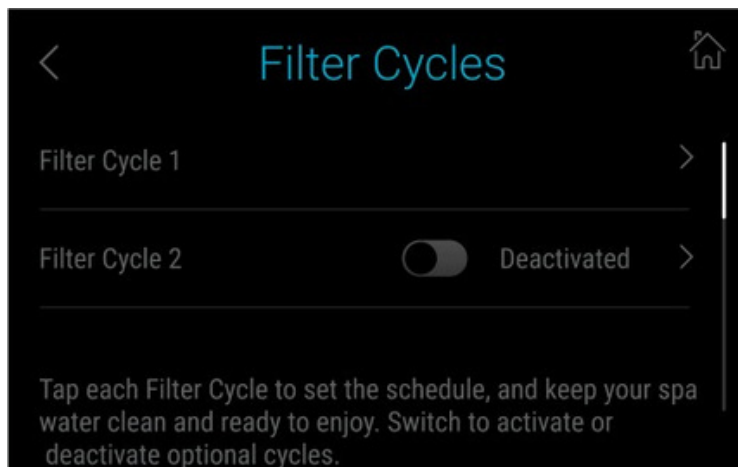 Filter Cycles
Filter Cycle 1
Filter Cycle 2 Deactivated
Tap each Filter Cycle to set the schedule, and keep your spa
water clean and ready to enjoy. Switch to activate or
deactivate optional cycles.